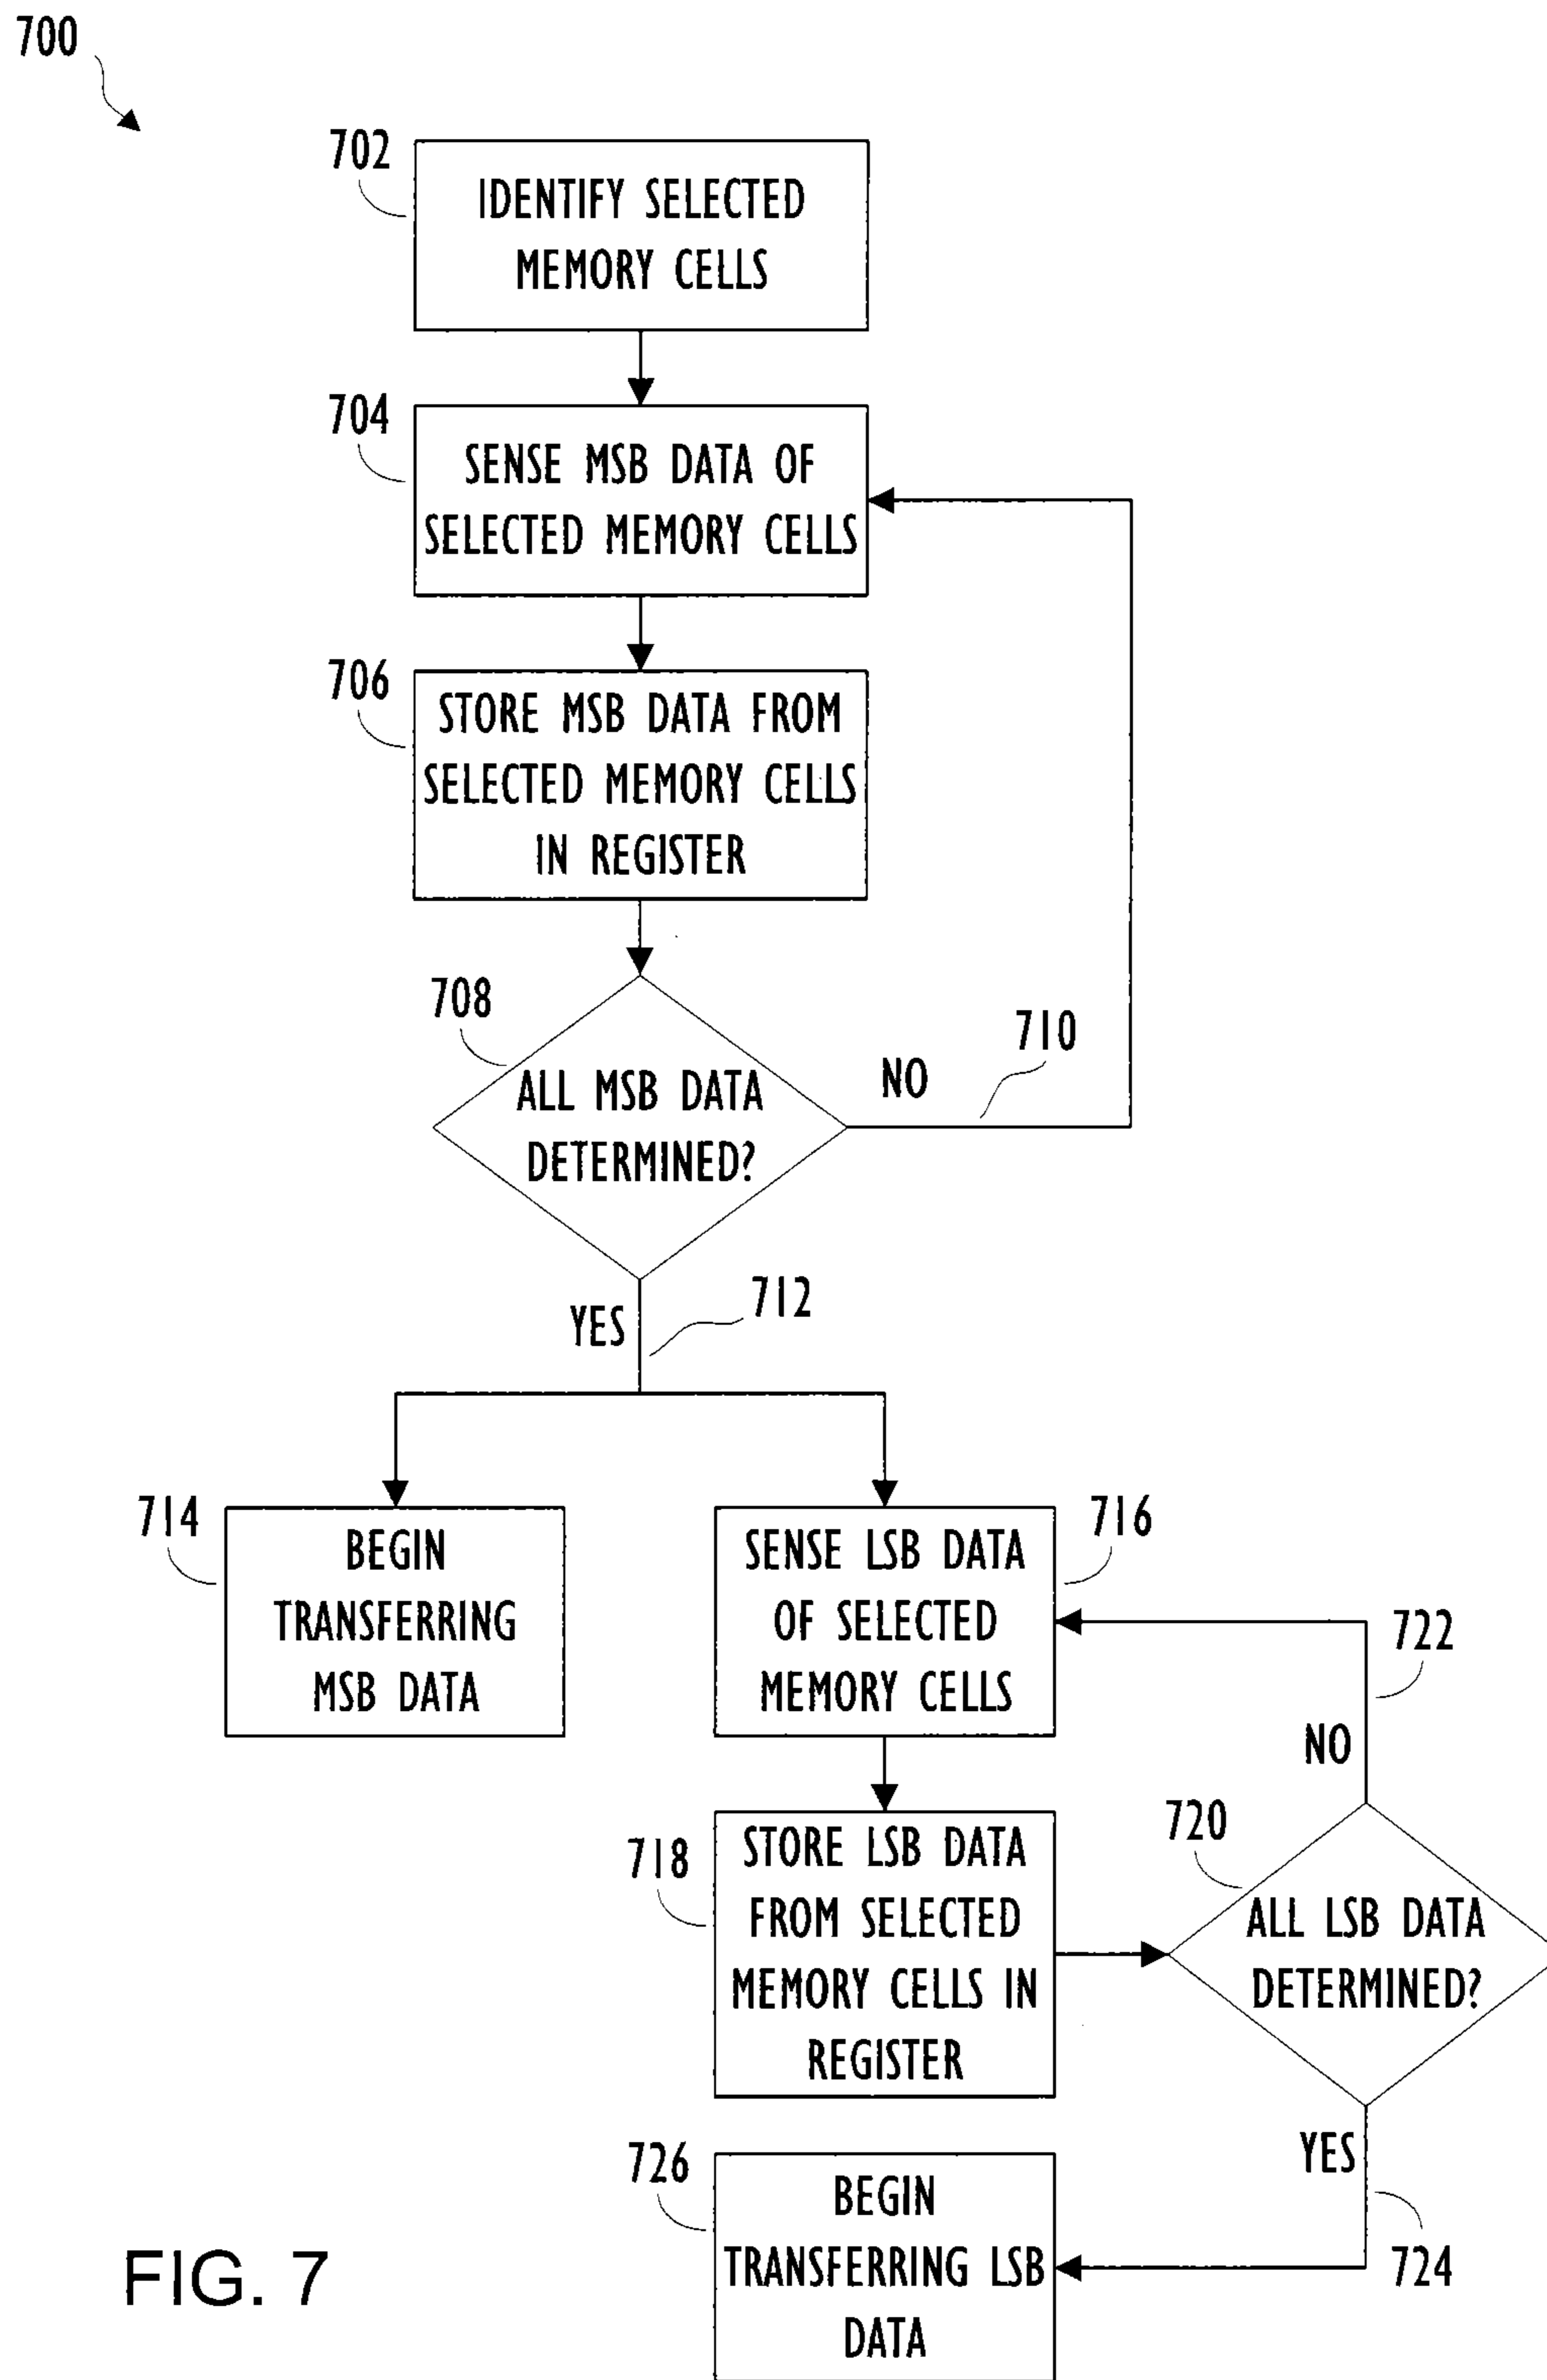 700
702
IDENTIFY SELECTED
MEMORY CELLS
704
SENSE MSB DATA OF
SELECTED MEMORY CELLS
706
STORE MSB DATA FROM
SELECTED MEMORY CELLS
IN REGISTER
708
ALL MSB DATA
DETERMINED?
NO
710
YES
712
714
BEGIN
TRANSFERRING
MSB DATA
SENSE LSB DATA
OF SELECTED
MEMORY CELLS
716
722
NO
718
STORE LSB DATA
FROM SELECTED
MEMORY CELLS IN
REGISTER
720
ALL LSB DATA
DETERMINED?
YES
724
726
BEGIN
TRANSFERRING LSB
DATA
FIG. 7